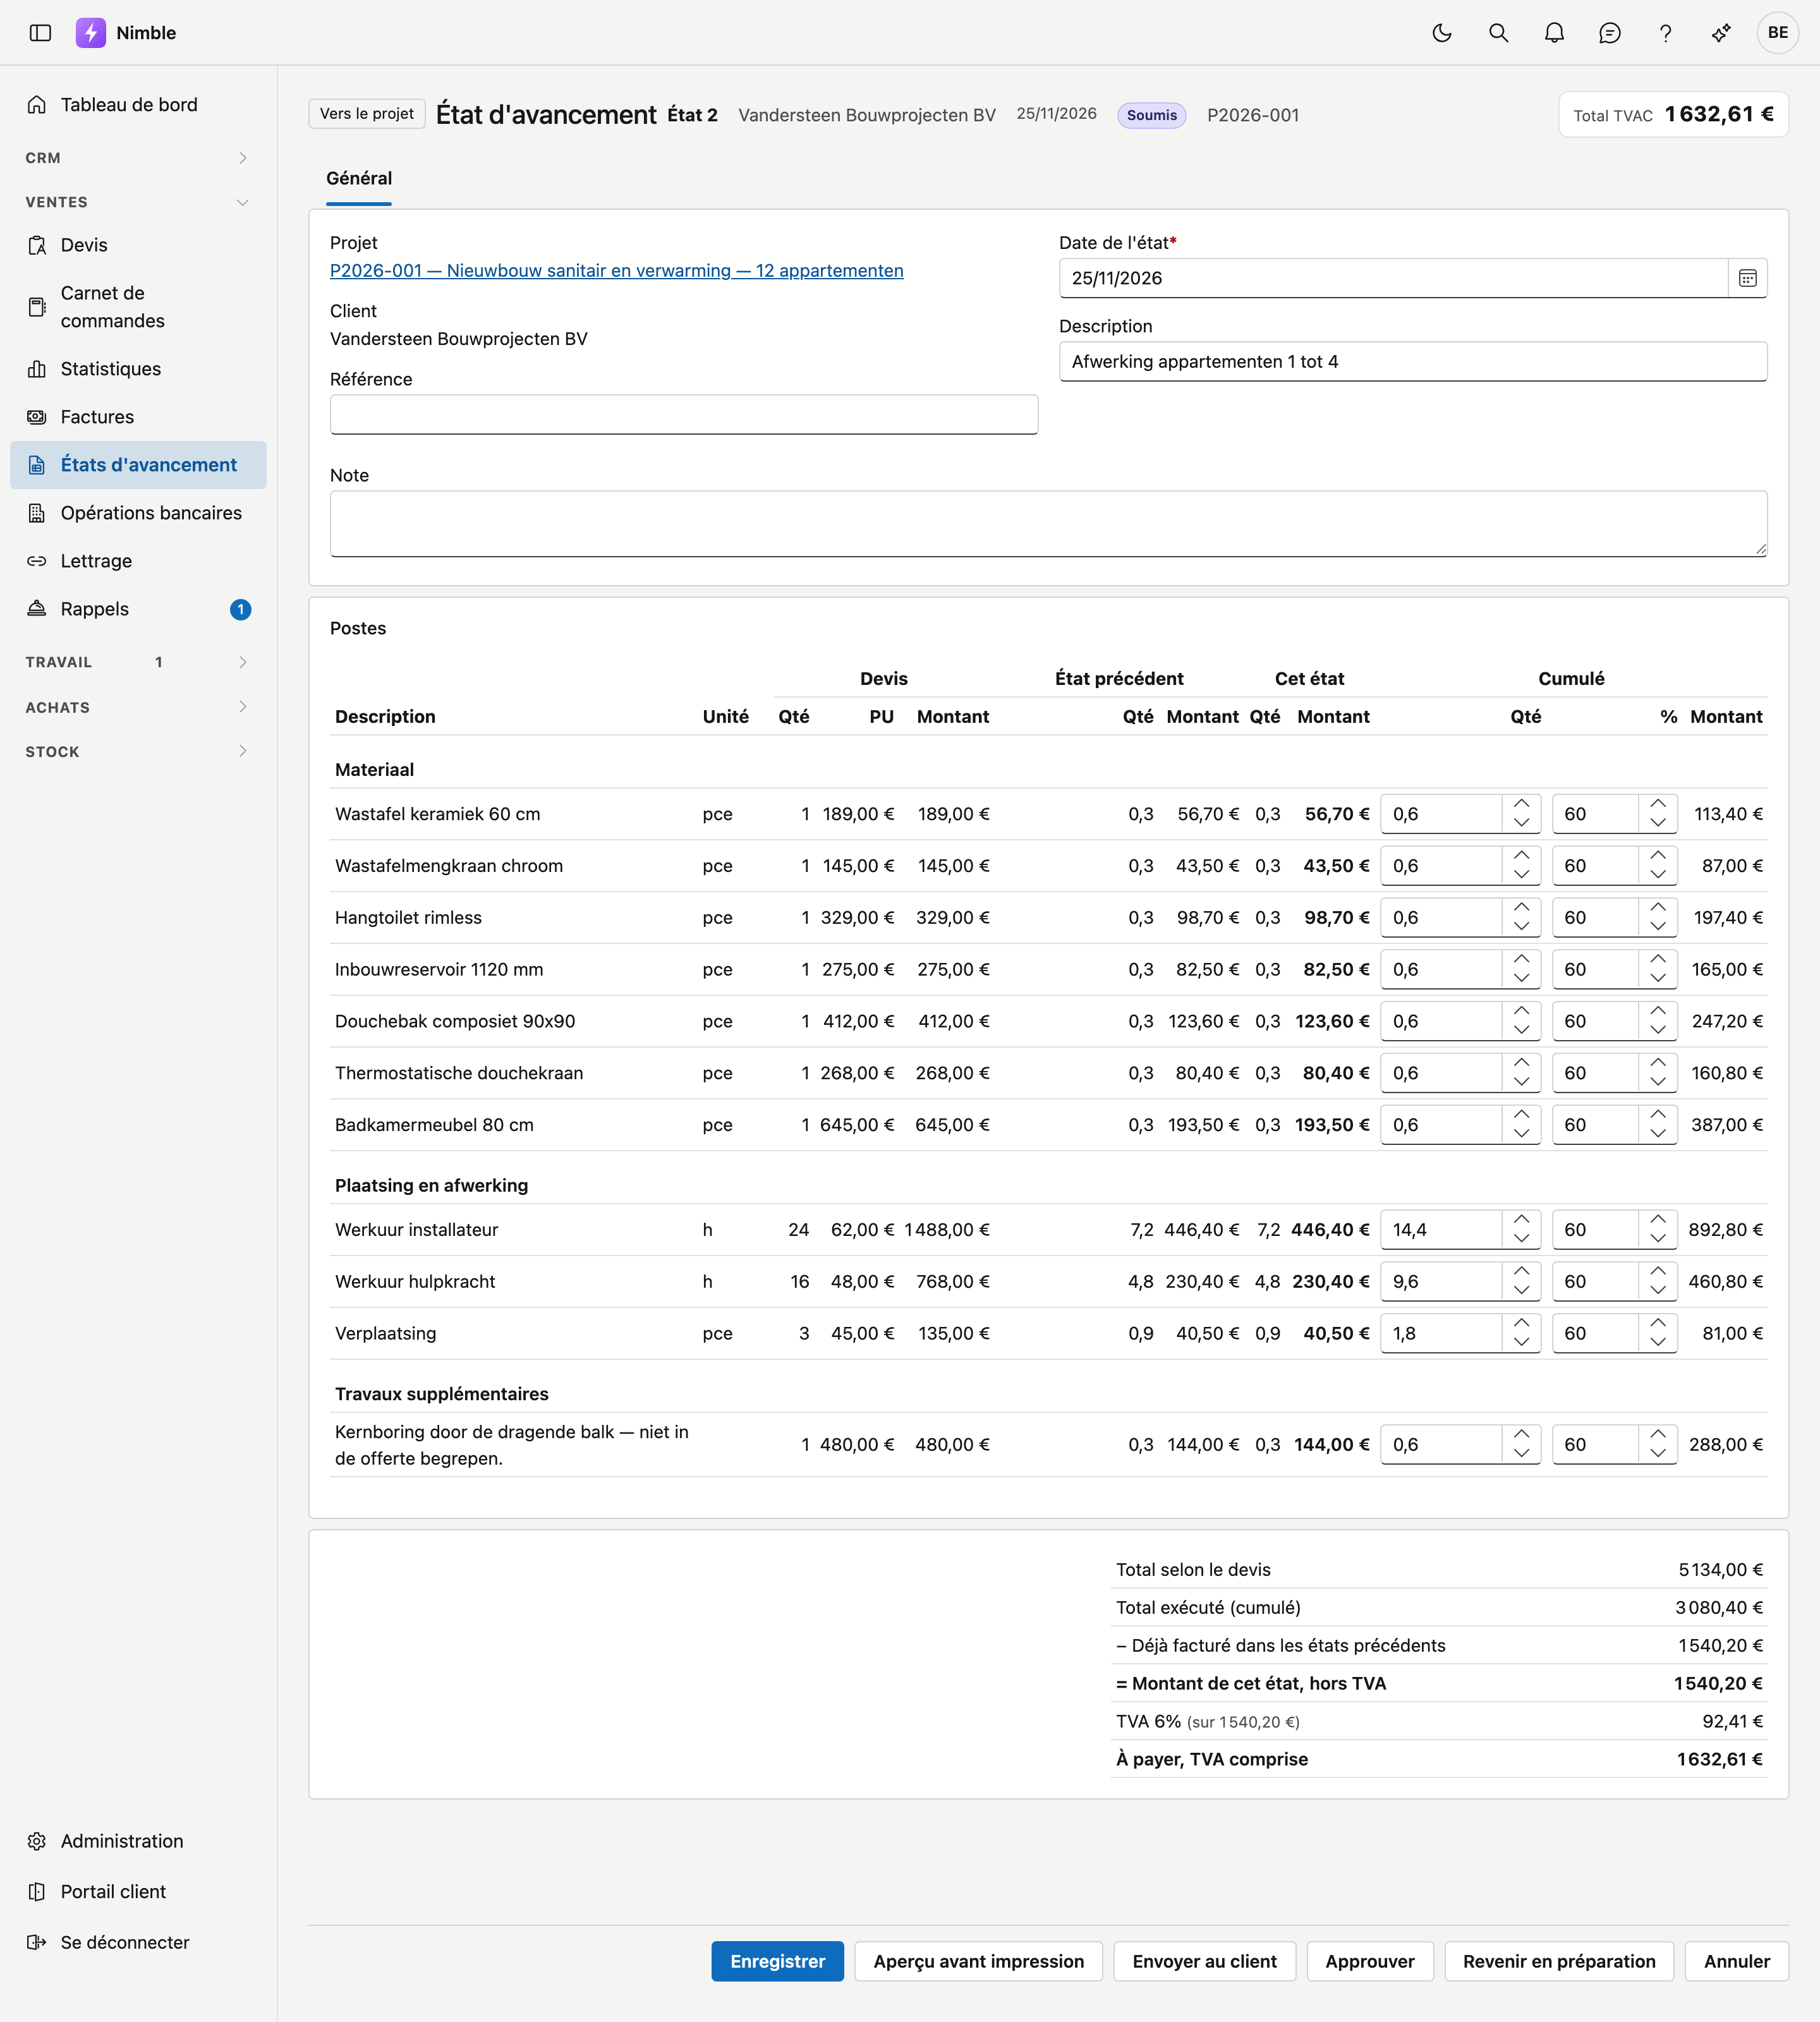 Nimble
BE
Tableau de bord
CRM
VENTES
Devis
Carnet de
commandes
Statistiques
Factures
États d'avancement
Opérations bancaires
Lettrage
Rappels 1
TRAVAIL 1
ACHATS
STOCK
Administration
Portail client
Se déconnecter
Vers le projet État d'avancement État 2 Vandersteen Bouwprojecten BV 25/11/2026 Soumis P2026-001 Total TVAC 1 632,61 €
Général
Projet
P2026-001 — Nieuwbouw sanitair en verwarming — 12 appartementen
Client
Vandersteen Bouwprojecten BV
Référence
Date de l'état*
25/11/2026
Description
Afwerking appartementen 1 tot 4
Note
Postes
Devis État précédent Cet état Cumulé
Description Unité Qté PU Montant Qté Montant Qté Montant Qté % Montant
Materiaal
Wastafel keramiek 60 cm pce 1 189,00 € 189,00 € 0,3 56,70 € 0,3 56,70 € 0,6 60 113,40 €
Wastafelmengkraan chroom pce 1 145,00 € 145,00 € 0,3 43,50 € 0,3 43,50 € 0,6 60 87,00 €
Hangtoilet rimless pce 1 329,00 € 329,00 € 0,3 98,70 € 0,3 98,70 € 0,6 60 197,40 €
Inbouwreservoir 1120 mm pce 1 275,00 € 275,00 € 0,3 82,50 € 0,3 82,50 € 0,6 60 165,00 €
Douchebak composiet 90x90 pce 1 412,00 € 412,00 € 0,3 123,60 € 0,3 123,60 € 0,6 60 247,20 €
Thermostatische douchekraan pce 1 268,00 € 268,00 € 0,3 80,40 € 0,3 80,40 € 0,6 60 160,80 €
Badkamermeubel 80 cm pce 1 645,00 € 645,00 € 0,3 193,50 € 0,3 193,50 € 0,6 60 387,00 €
Plaatsing en afwerking
Werkuur installateur h 24 62,00 € 1 488,00 € 7,2 446,40 € 7,2 446,40 € 14,4 60 892,80 €
Werkuur hulpkracht h 16 48,00 € 768,00 € 4,8 230,40 € 4,8 230,40 € 9,6 60 460,80 €
Verplaatsing pce 3 45,00 € 135,00 € 0,9 40,50 € 0,9 40,50 € 1,8 60 81,00 €
Travaux supplémentaires
Kernboring door de dragende balk — niet in
de offerte begrepen. 1 480,00 € 480,00 € 0,3 144,00 € 0,3 144,00 € 0,6 60 288,00 €
Total selon le devis 5 134,00 €
Total exécuté (cumulé) 3 080,40 €
− Déjà facturé dans les états précédents 1 540,20 €
= Montant de cet état, hors TVA 1 540,20 €
TVA 6% (sur 1 540,20 €) 92,41 €
À payer, TVA comprise 1 632,61 €
Enregistrer Aperçu avant impression Envoyer au client Approuver Revenir en préparation Annuler